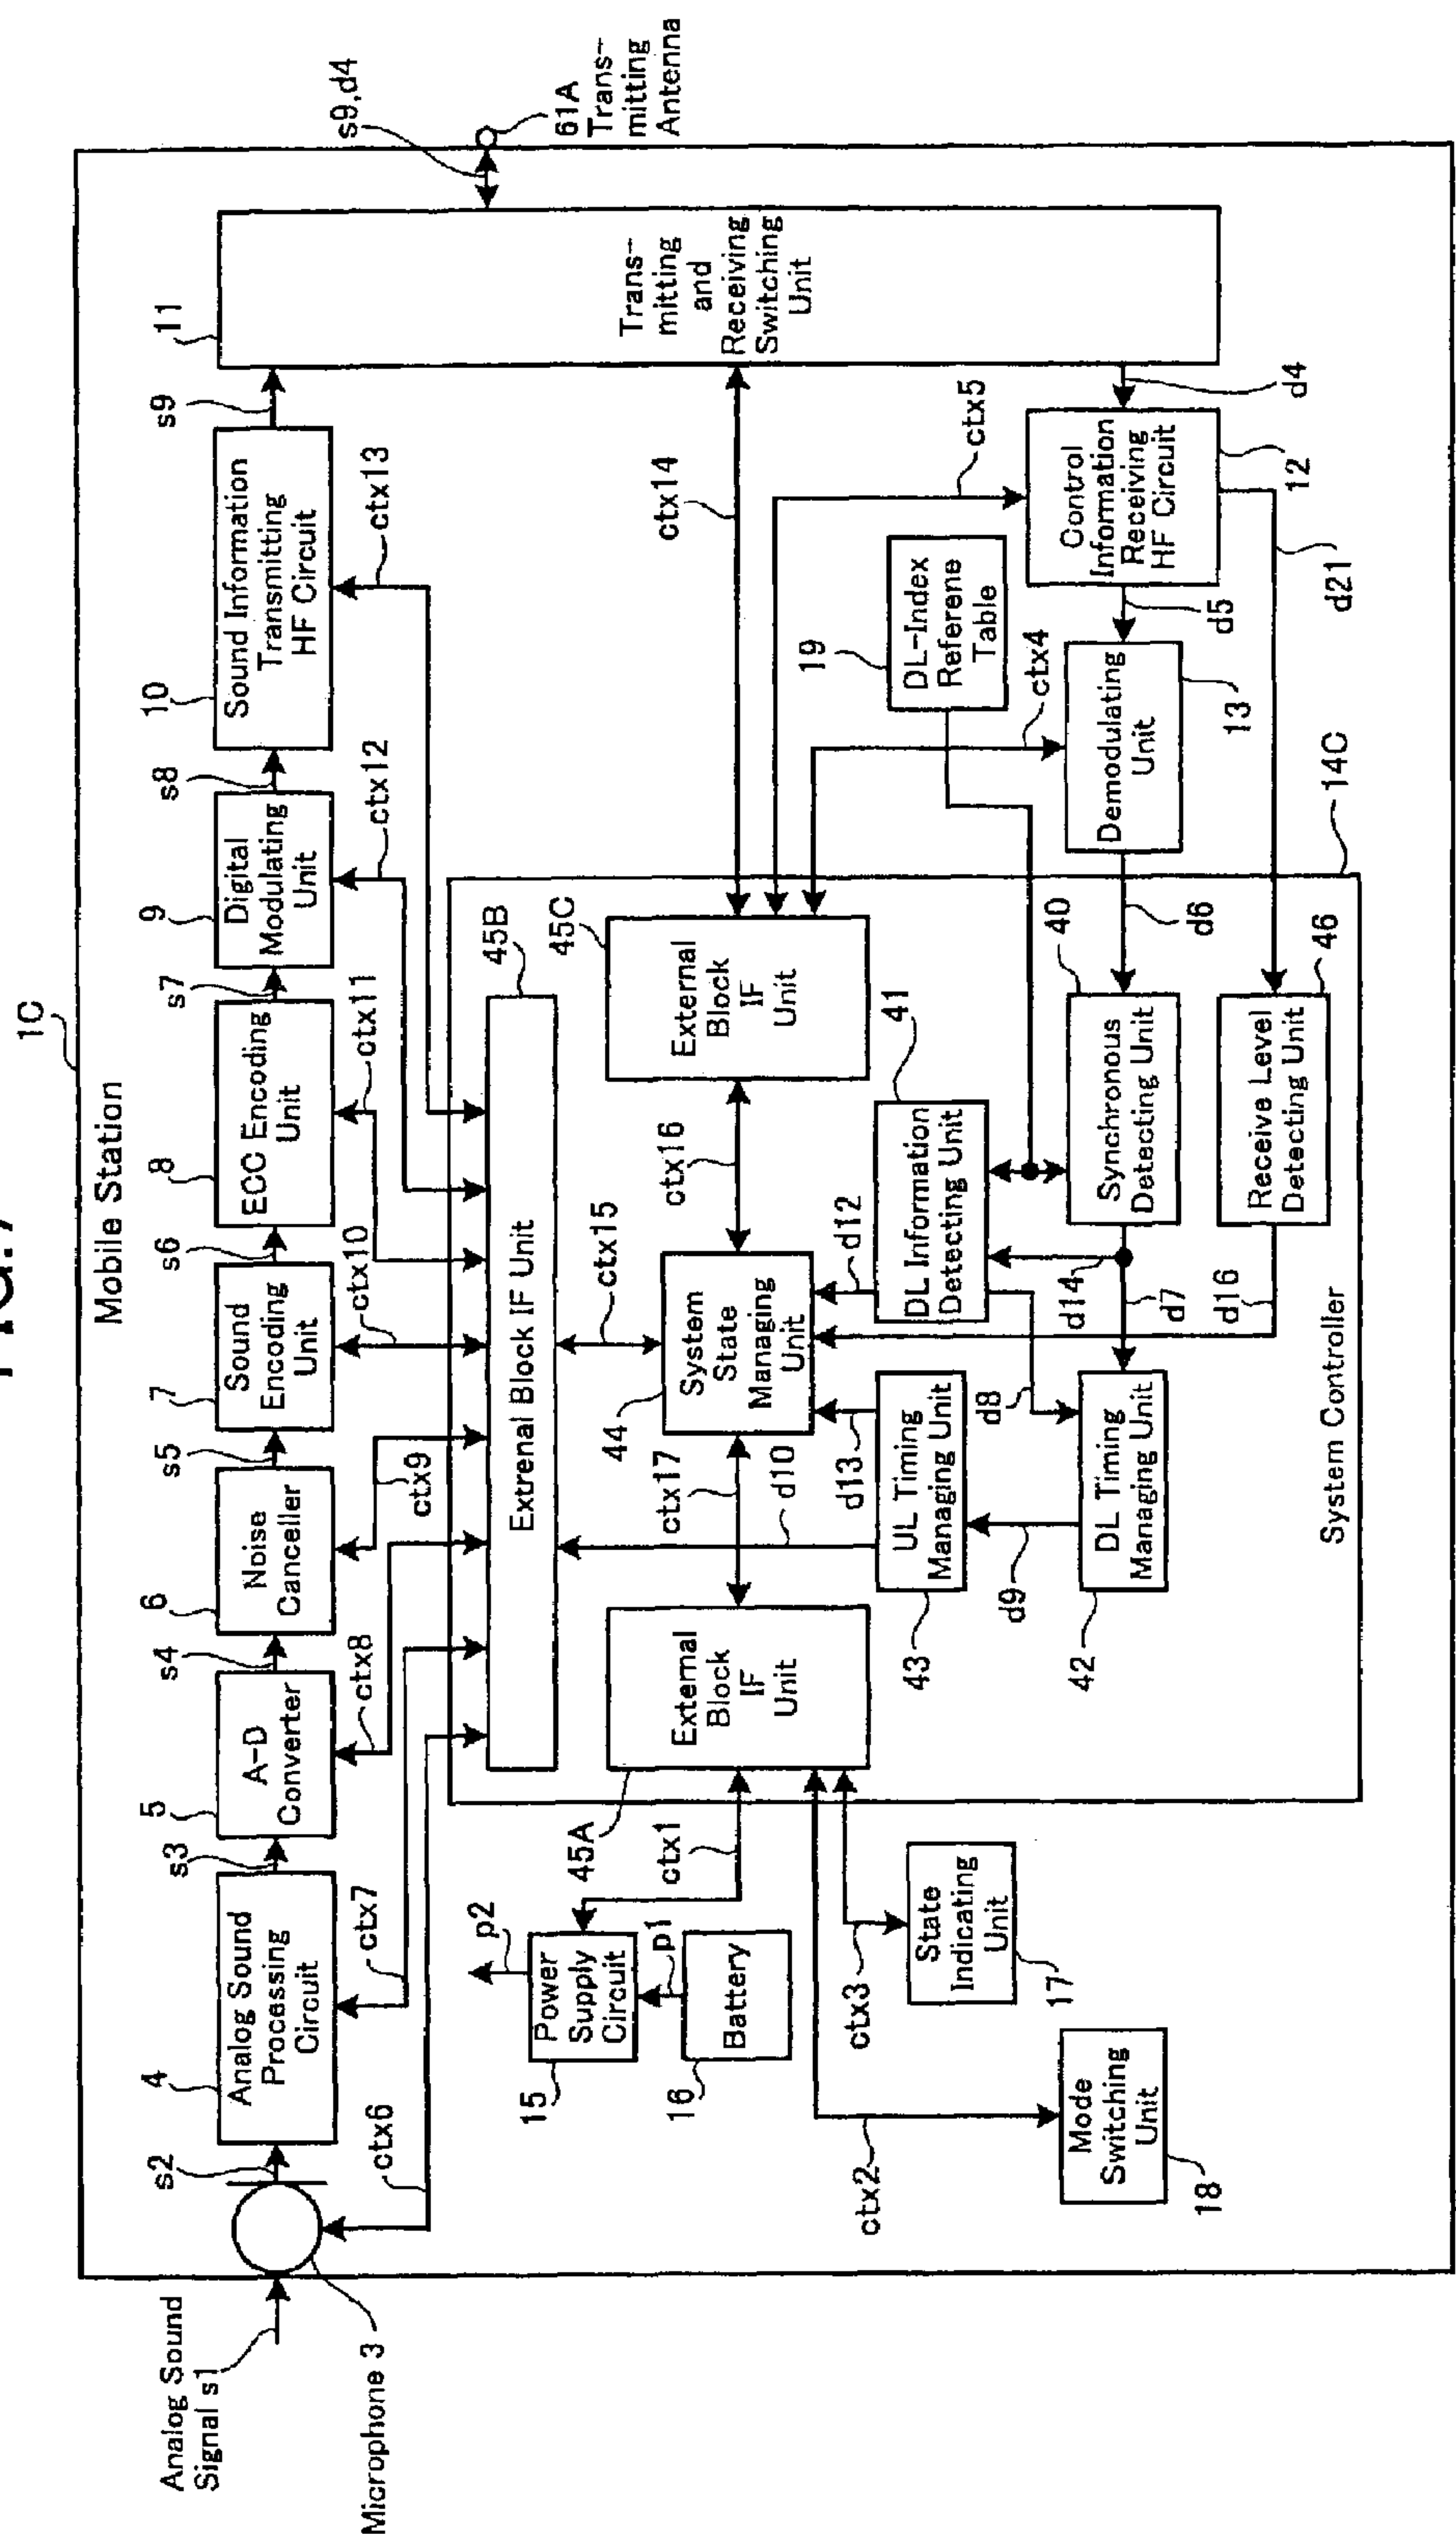 1C
Mobile Station
Analog Sound
Signal s1
Microphone 3
s2
4
Analog Sound
Processing
Circuit
s3
5
A-D
Converter
s4
6
Noise
Canceller
s5
7
Sound
Encoding
Unit
s6
8
ECC Encoding
Unit
s7
9
Digital
Modulating
Unit
s8
10
Sound Information
Transmitting
HF Circuit
s9
11
Trans-
mitting
and
Receiving
Switching
Unit
s9,d4
61A
Trans-
mitting
Antenna
ctx6
ctx7
ctx8
ctx9
ctx10
ctx11
ctx12
ctx13
45B
Extrenal Block IF Unit
p2
15
Power
Supply
Circuit
p1
16
Battery
ctx1
45A
External
Block
IF
Unit
ctx17
d10
44
System
State
Managing
Unit
ctx15
ctx16
45C
External
Block
IF
Unit
ctx14
ctx5
ctx4
19
DL-Index
Referene
Table
ctx2
18
Mode
Switching
Unit
ctx3
17
State
Indicating
Unit
43
UL Timing
Managing Unit
d13
d12
41
DL Information
Detecting Unit
d8
d9
42
DL Timing
Managing Unit
d7
d14
40
Synchronous
Detecting Unit
d6
13
Demodulating
Unit
d5
12
Control
Information
Receiving
HF Circuit
d4
d21
d16
46
Receive Level
Detecting Unit
14C
System Controller